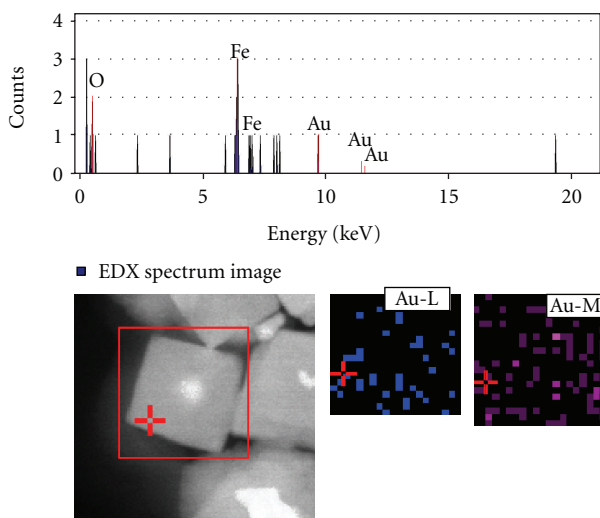 4
3
2
1
0
Counts
O
Fe
Fe
Au
Au
Au
0 5 10 15 20
Energy (keV)
EDX spectrum image
Au-L
Au-M